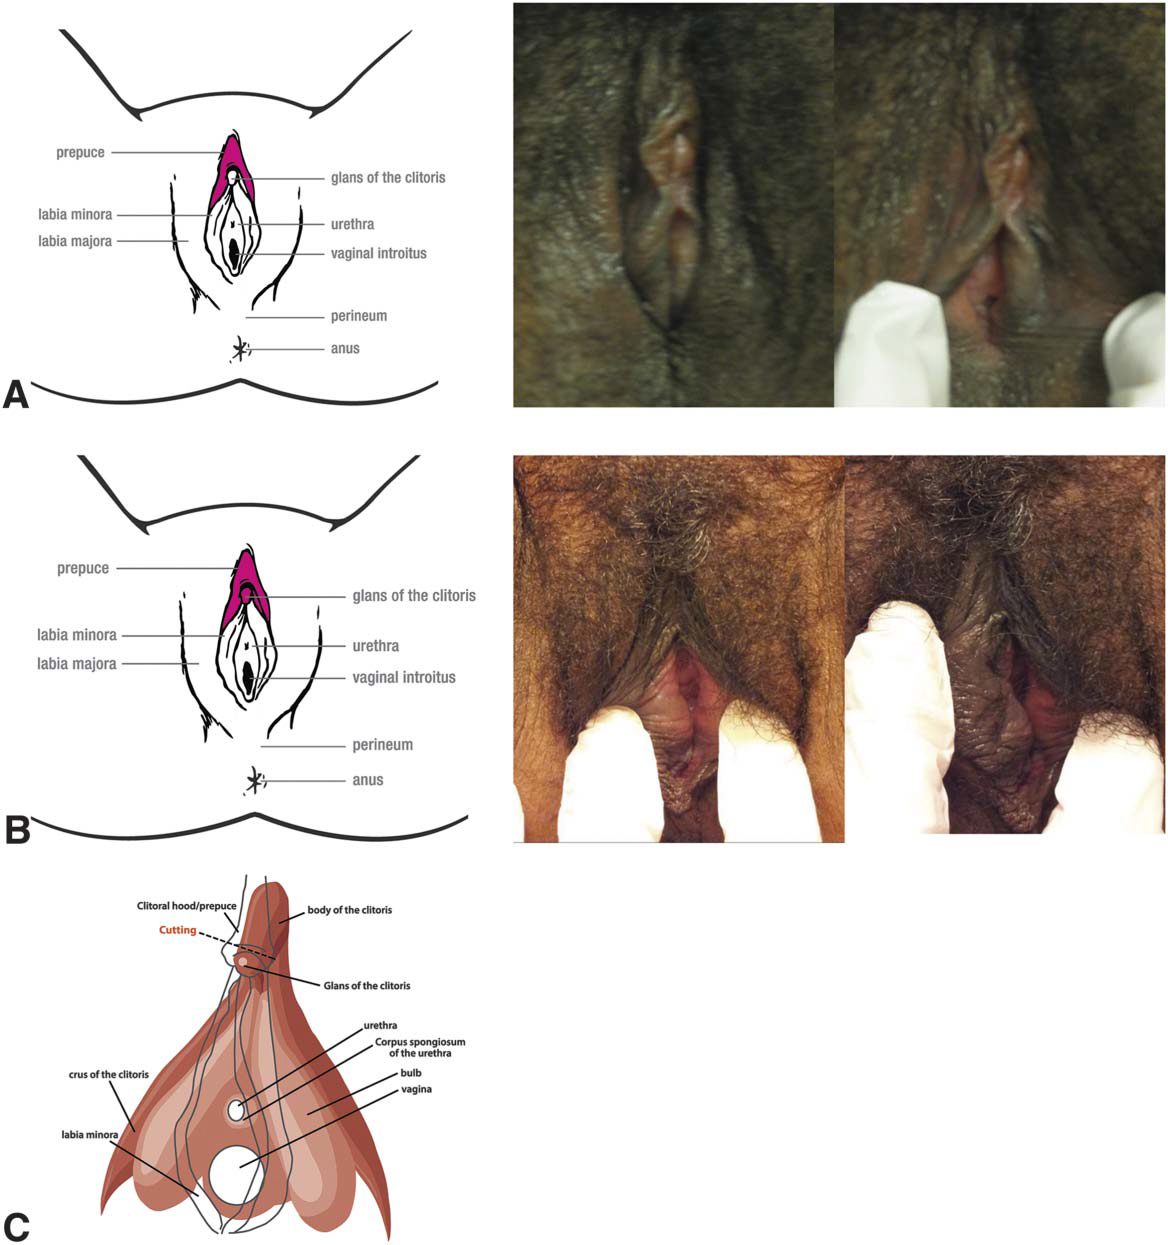 prepuce
glans of the clitoris
labia minora
urethra
labia majora
vaginal introitus
perineum
anus
A
prepuce
glans of the clitoris
labia minora
urethra
labia majora
vaginal introitus
perineum
anus
B
Clitoral hood/prepuce
body of the clitoris
Cutting
Glans of the clitoris
urethra
Corpus spongiosum
of the urethra
crus of the clitoris
bulb
vagina
labia minora
C